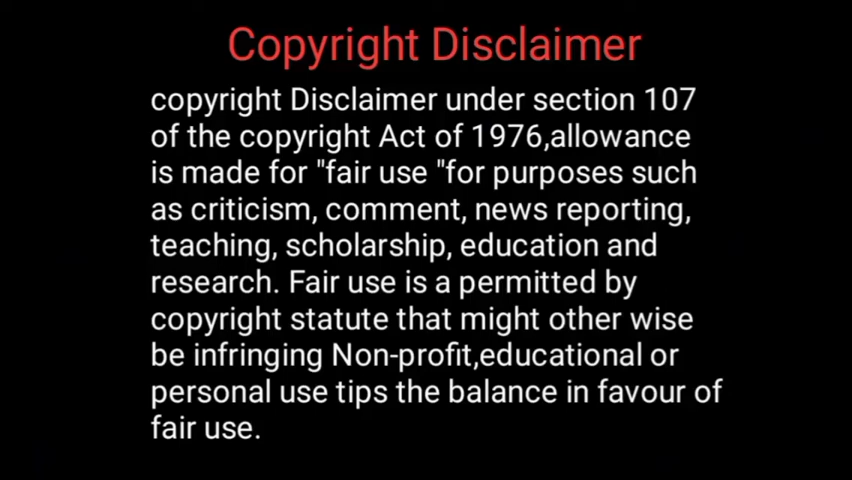 Copyright Disclaimer
copyright Disclaimer under section 107
of the copyright Act of 1976,allowance
is made for "fair use "for purposes such
as criticism, comment, news reporting,
teaching, scholarship, education and
research. Fair use is a permitted by
copyright statute that might other wise
be infringing Non-profit,educational or
personal use tips the balance in favour of
fair use.